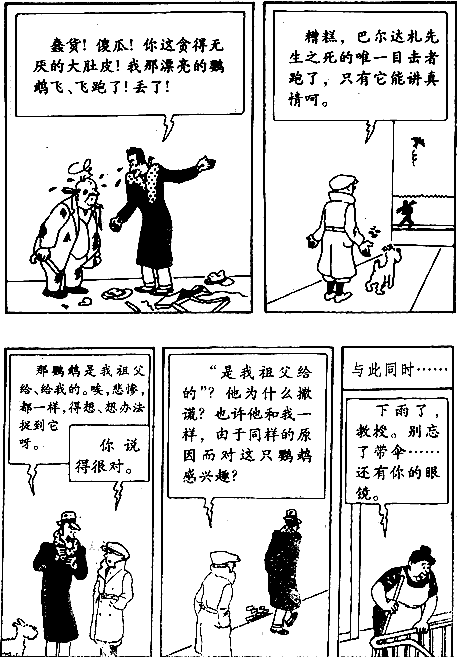 蠢货！傻瓜！你这贪得无
厌的大肚皮！我那漂亮的鹦
鹉飞、飞跑了！丢了！
糟糕，巴尔达札先
生之死的唯一目击者
跑了，只有它能讲真
情呵。
那鹦鹉是我祖父
给、给我的。唉，悲惨，
都一样，得想、想办法
捉到它
呀。
你说
得很对。
“是我祖父给
的”？他为什么撒
谎？也许他和我一
样，由于同样的原
因而对这只鹦鹉
感兴趣？
与此同时……
下雨了，
教授。别忘
了带伞……
还有你的眼
镜。